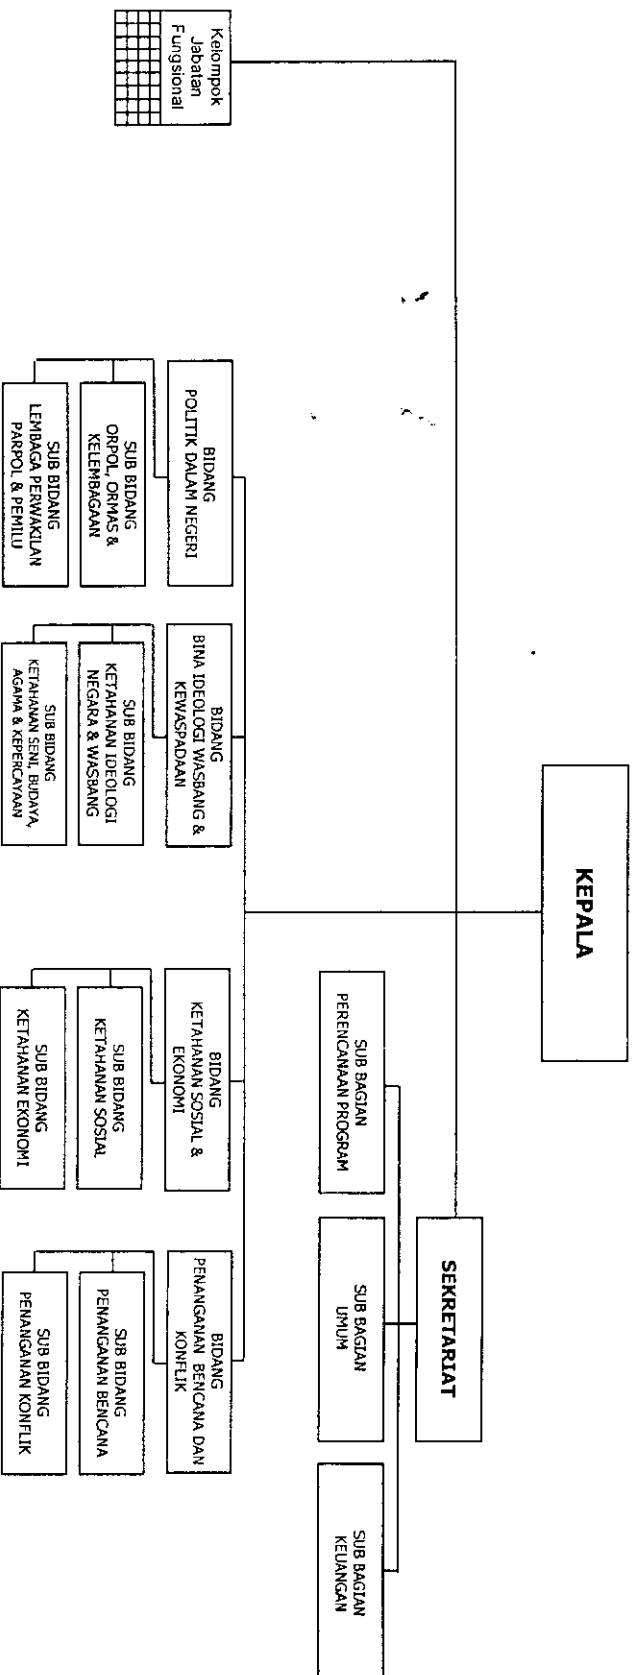 KEPALA
SEKRETARIAT
Kelompok
Jabatan
Fungsional
SUB BAGIAN
PERENCANAAN PROGRAM
SUB BAGIAN
UMUM
SUB BAGIAN
KEUANGAN
BIDANG
POLITIK DALAM NEGERI
SUB BIDANG
ORPOL, ORMAS &
KELEMBAGAAN
SUB BIDANG
LEMBAGA PERWAKILAN
PARPOL & PEMILU
BIDANG
BINA IDEOLOGI WASBANG &
KEWASPADAAN
SUB BIDANG
KETAHANAN IDEOLOGI
NEGARA & WASBANG
SUB BIDANG
KETAHANAN SENI, BUDAYA,
AGAMA & KEPERCAYAAN
BIDANG
KETAHANAN SOSIAL &
EKONOMI
SUB BIDANG
KETAHANAN SOSIAL
SUB BIDANG
KETAHANAN EKONOMI
BIDANG
PENANGANAN BENCANA DAN
KONFLIK
SUB BIDANG
PENANGANAN BENCANA
SUB BIDANG
PENANGANAN KONFLIK